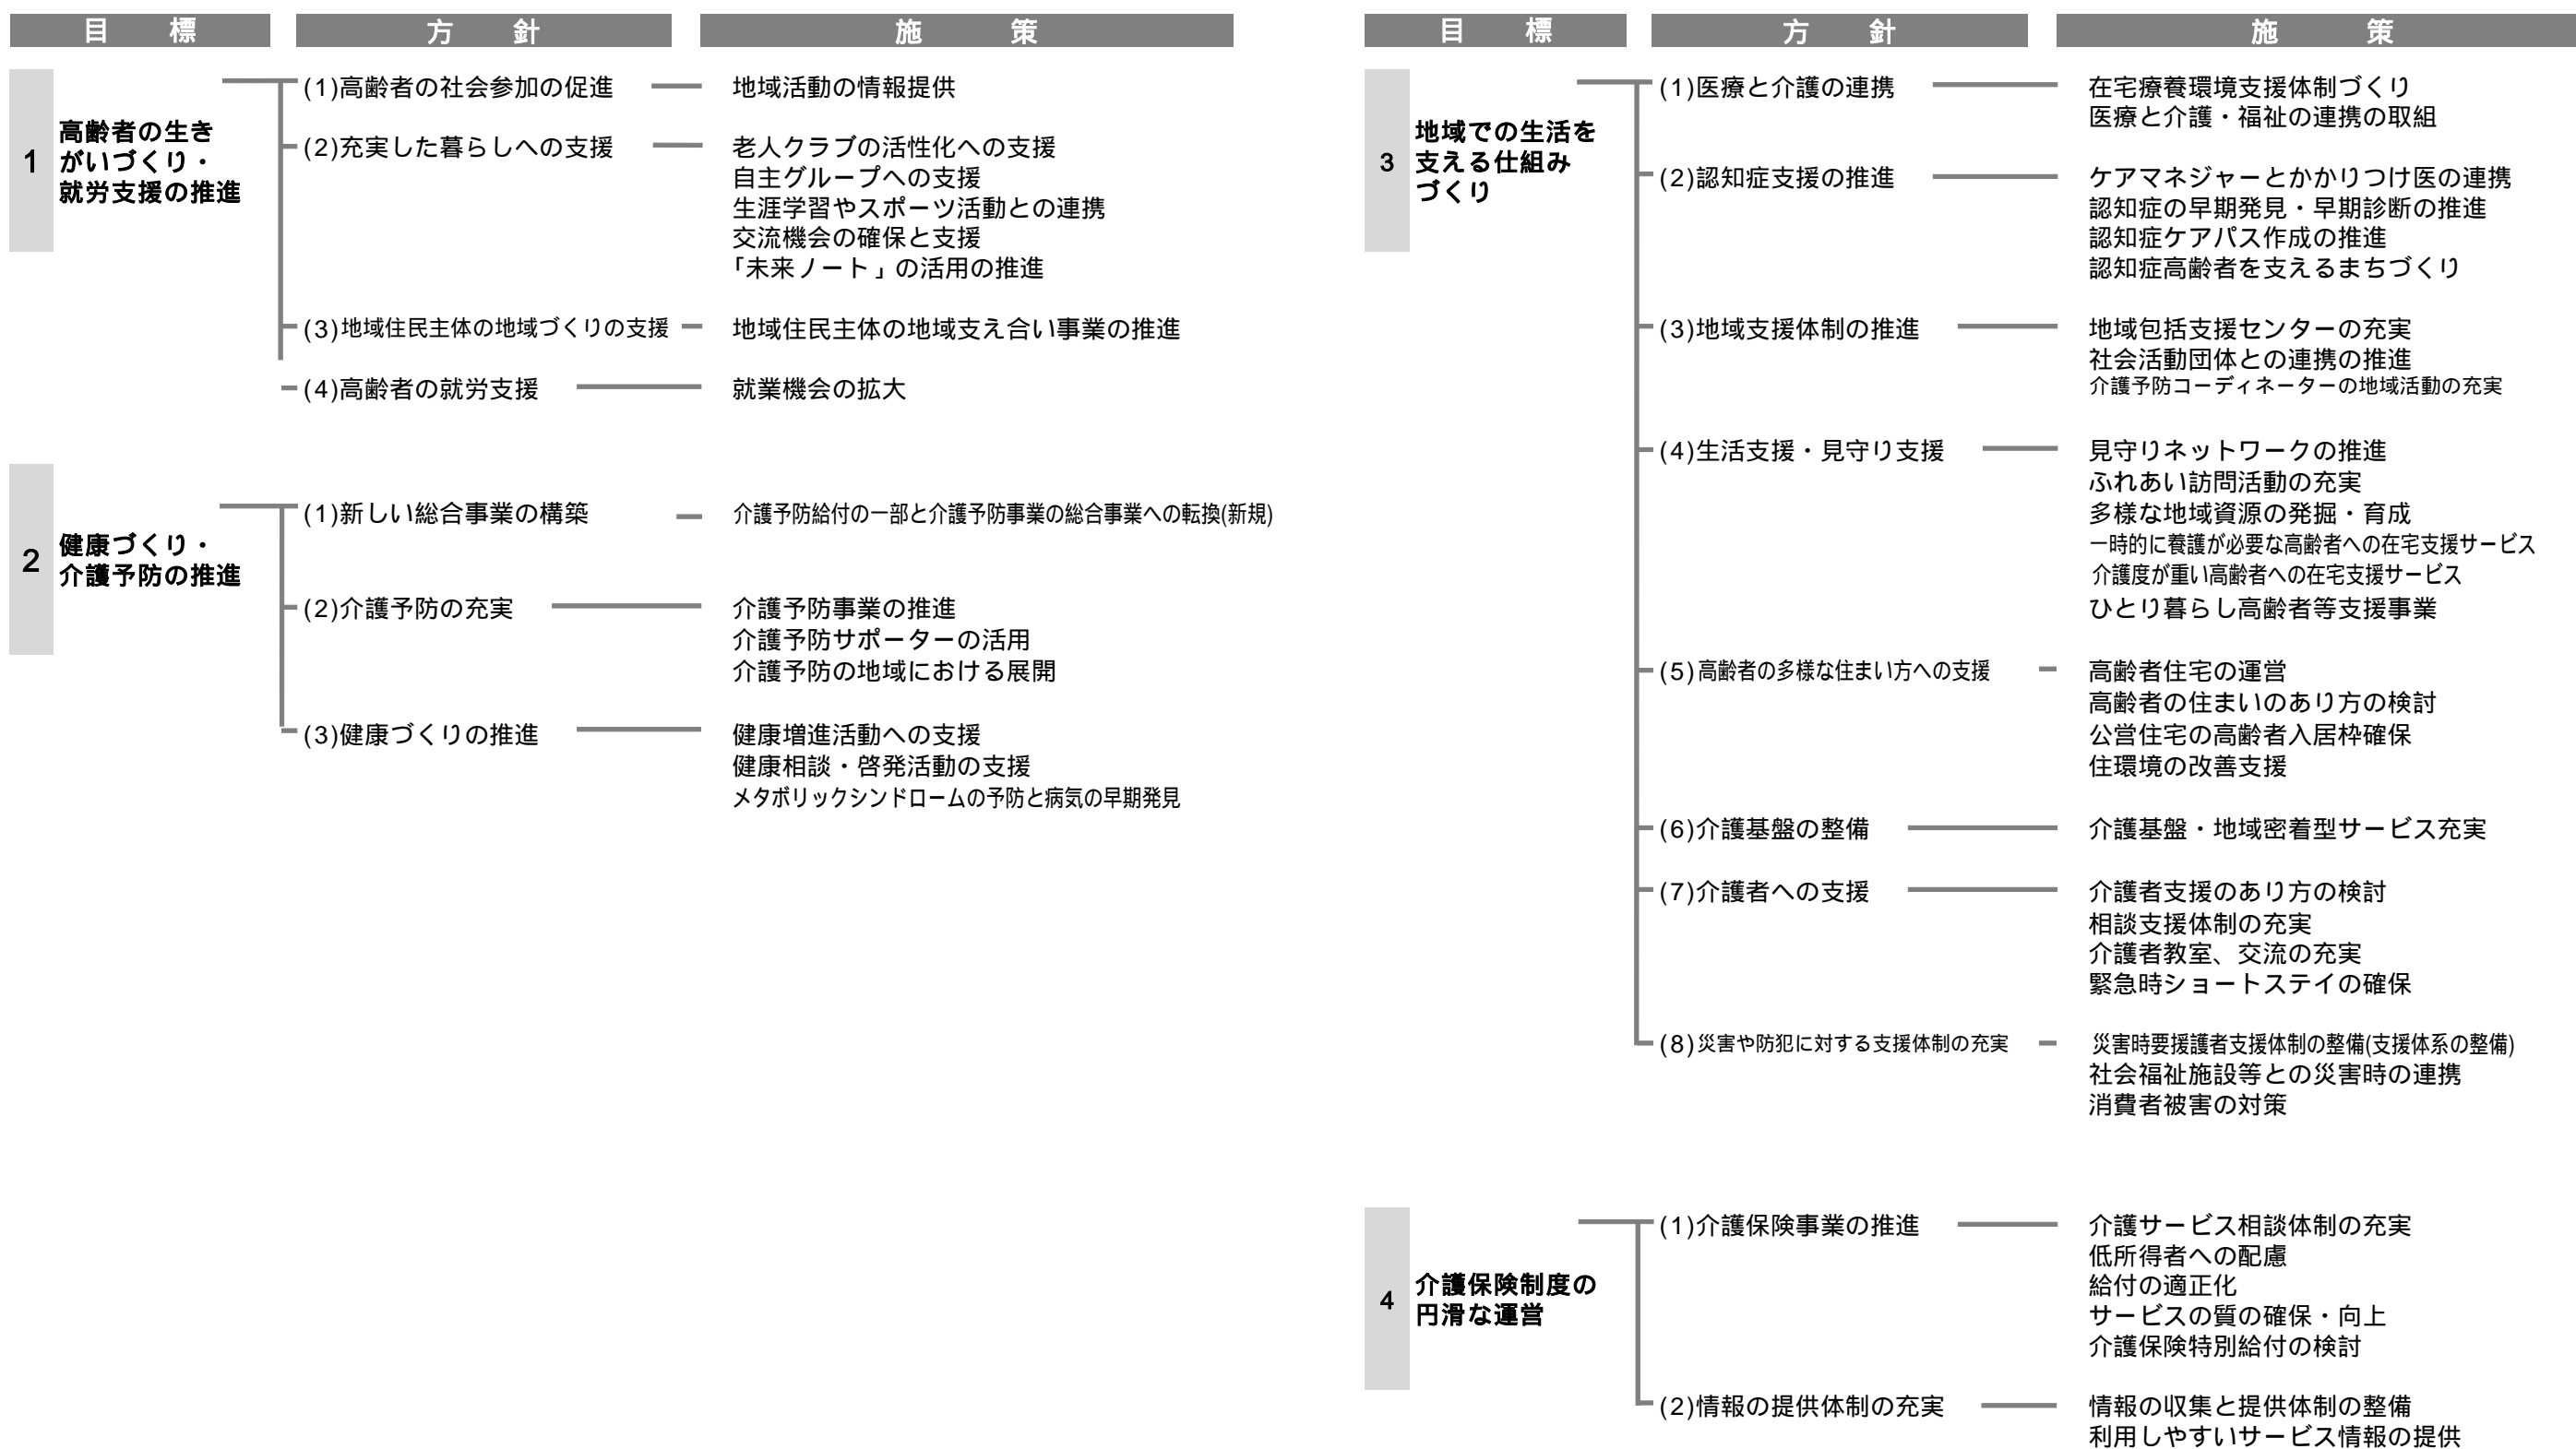 目標 方針 施策
1 高齢者の生き
がいづくり・
就労支援の推進
(1)高齢者の社会参加の促進 地域活動の情報提供
(2)充実した暮らしへの支援 老人クラブの活性化への支援
自主グループへの支援
生涯学習やスポーツ活動との連携
交流機会の確保と支援
「未来ノート」の活用の推進
(3)地域住民主体の地域づくりの支援 地域住民主体の地域支え合い事業の推進
(4)高齢者の就労支援 就業機会の拡大
2 健康づくり・
介護予防の推進
(1)新しい総合事業の構築 介護予防給付の一部と介護予防事業の総合事業への転換(新規)
(2)介護予防の充実 介護予防事業の推進
介護予防サポーターの活用
介護予防の地域における展開
(3)健康づくりの推進 健康増進活動への支援
健康相談・啓発活動の支援
メタボリックシンドロームの予防と病気の早期発見
目標 方針 施策
3 地域での生活を
支える仕組み
づくり
(1)医療と介護の連携 在宅療養環境支援体制づくり
医療と介護・福祉の連携の取組
(2)認知症支援の推進 ケアマネジャーとかかりつけ医の連携
認知症の早期発見・早期診断の推進
認知症ケアパス作成の推進
認知症高齢者を支えるまちづくり
(3)地域支援体制の推進 地域包括支援センターの充実
社会活動団体との連携の推進
介護予防コーディネーターの地域活動の充実
(4)生活支援・見守り支援 見守りネットワークの推進
ふれあい訪問活動の充実
多様な地域資源の発掘・育成
一時的に養護が必要な高齢者への在宅支援サービス
介護度が重い高齢者への在宅支援サービス
ひとり暮らし高齢者等支援事業
(5)高齢者の多様な住まい方への支援 高齢者住宅の運営
高齢者の住まいのあり方の検討
公営住宅の高齢者入居枠確保
住環境の改善支援
(6)介護基盤の整備 介護基盤・地域密着型サービス充実
(7)介護者への支援 介護者支援のあり方の検討
相談支援体制の充実
介護者教室、交流の充実
緊急時ショートステイの確保
(8)災害や防犯に対する支援体制の充実 災害時要援護者支援体制の整備(支援体系の整備)
社会福祉施設等との災害時の連携
消費者被害の対策
4 介護保険制度の
円滑な運営
(1)介護保険事業の推進 介護サービス相談体制の充実
低所得者への配慮
給付の適正化
サービスの質の確保・向上
介護保険特別給付の検討
(2)情報の提供体制の充実 情報の収集と提供体制の整備
利用しやすいサービス情報の提供